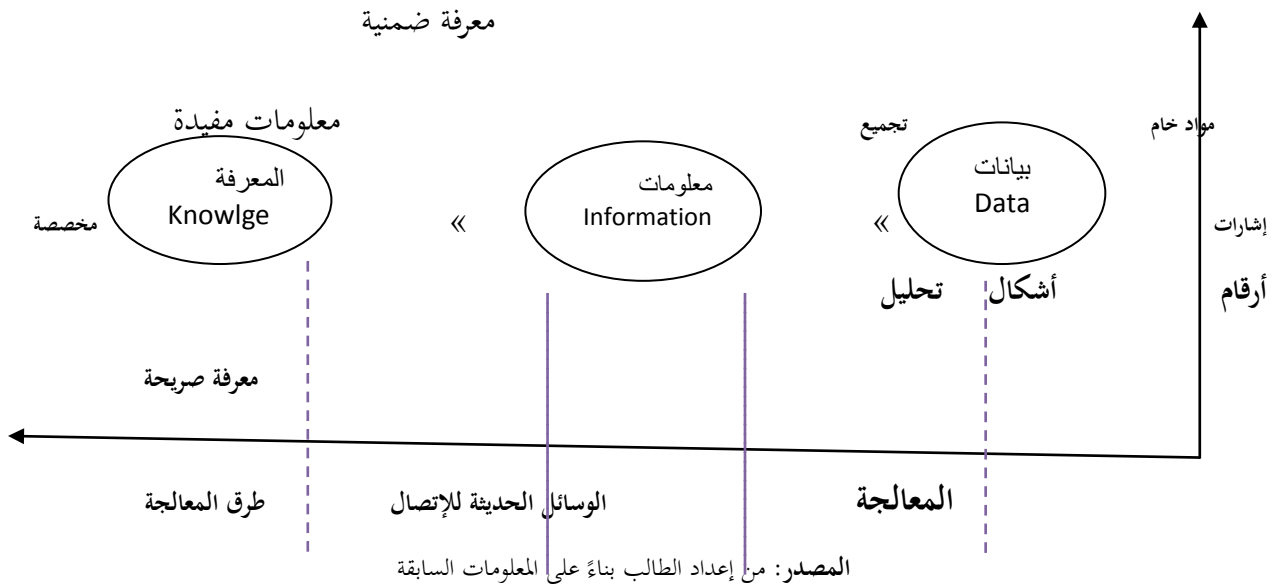 معرفة ضمنية
مواد خام
تجميع
معلومات مفيدة
بيانات
Data
معلومات
Information
المعرفة
Knowlge
إشارات
»
»
مخصصة
أرقام
أشكال
تحليل
معرفة صريحة
المعالجة
الوسائل الحديثة للإتصال
طرق المعالجة
المصدر: من إعداد الطالب بناءً على المعلومات السابقة